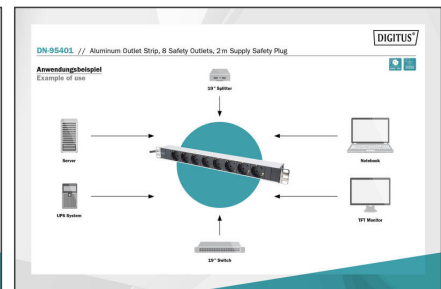 DIGITUS®
DN-95401 // Aluminum Outlet Strip, 8 Safety Outlets, 2 m Supply Safety Plug
Anwendungsbeispiel
Example of use
19" Splitter
Server
Notebook
UPS System
TFT Monitor
19" Switch